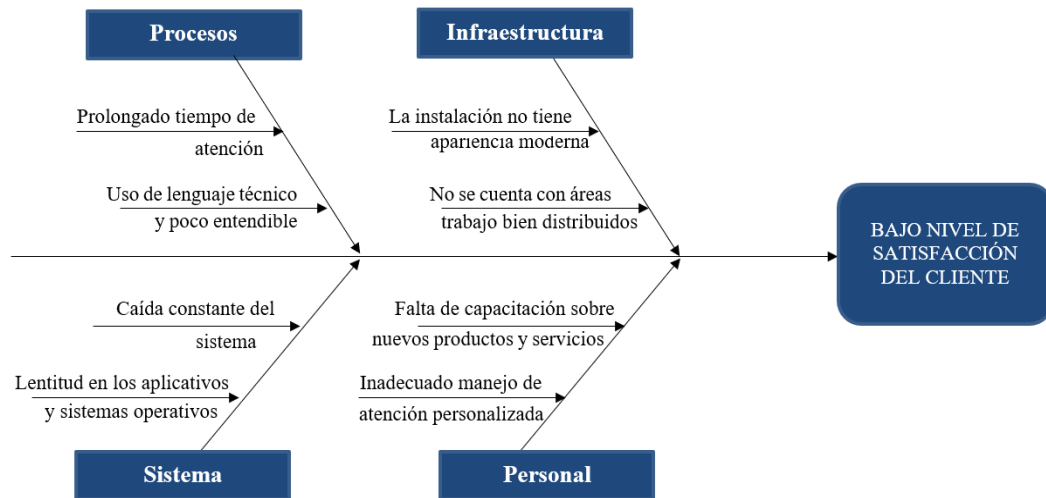 Procesos
Infraestructura
Prolongado tiempo de
atención
La instalación no tiene
apariencia moderna
Uso de lenguaje técnico
y poco entendible
No se cuenta con áreas
trabajo bien distribuidos
BAJO NIVEL DE
SATISFACCIÓN
DEL CLIENTE
Caída constante del
sistema
Falta de capacitación sobre
nuevos productos y servicios
Lentitud en los aplicativos
y sistemas operativos
Inadecuado manejo de
atención personalizada
Sistema
Personal